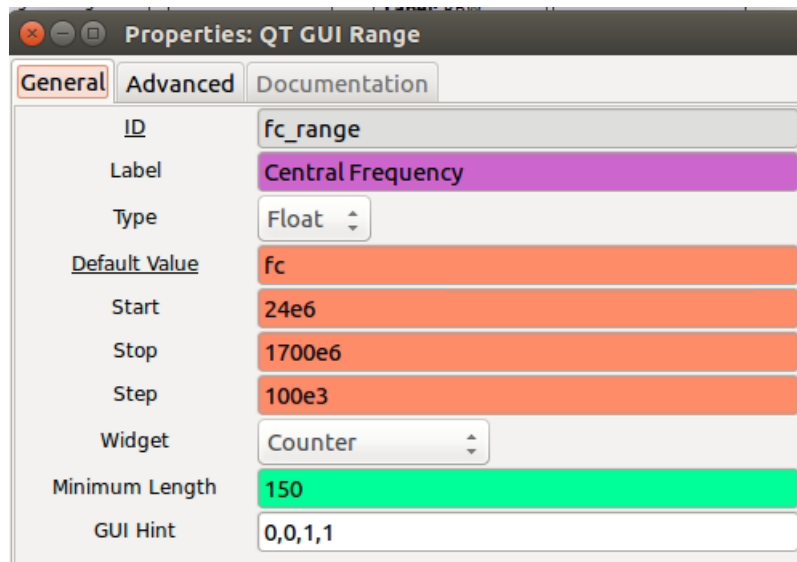 Properties: QT GUI Range
General Advanced Documentation
ID fc_range
Label Central Frequency
Type Float
Default Value fc
Start 24e6
Stop 1700e6
Step 100e3
Widget Counter
Minimum Length 150
GUI Hint 0,0,1,1